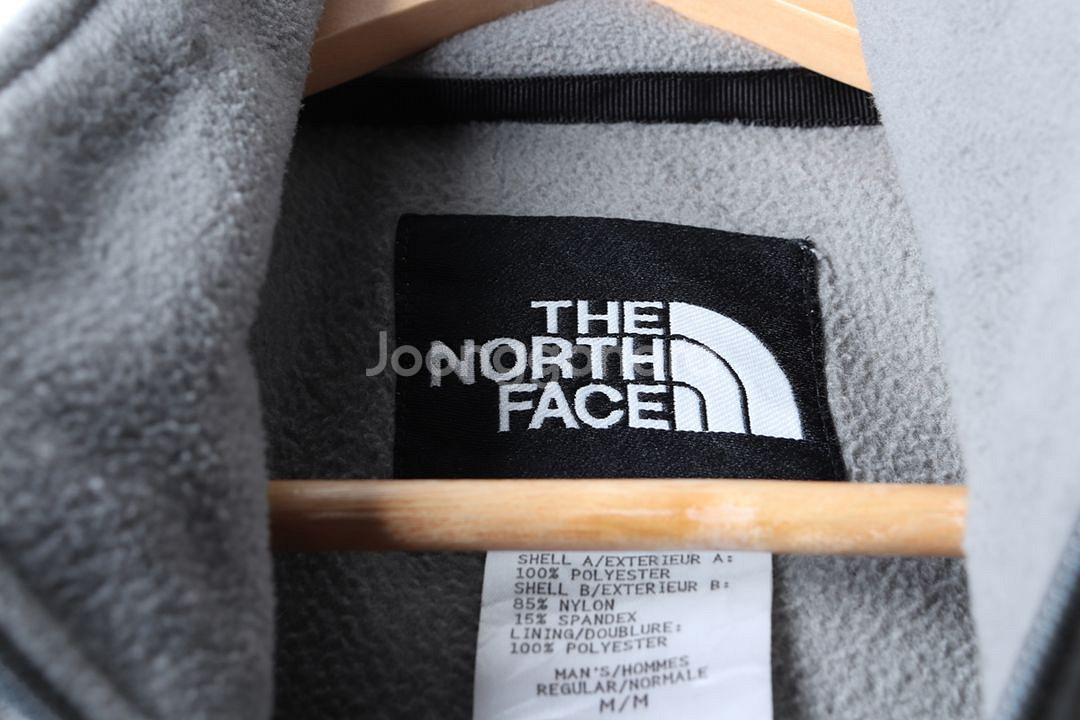 THE
NORTH
FACE
Joonggona
SHELL A/EXTERIEUR A:
100% POLYESTER
SHELL B/EXTERIEUR B:
85% NYLON
15% SPANDEX
LINING/DOUBLURE:
100% POLYESTER
MAN'S/HOMMES
REGULAR/NORMALE
M/M